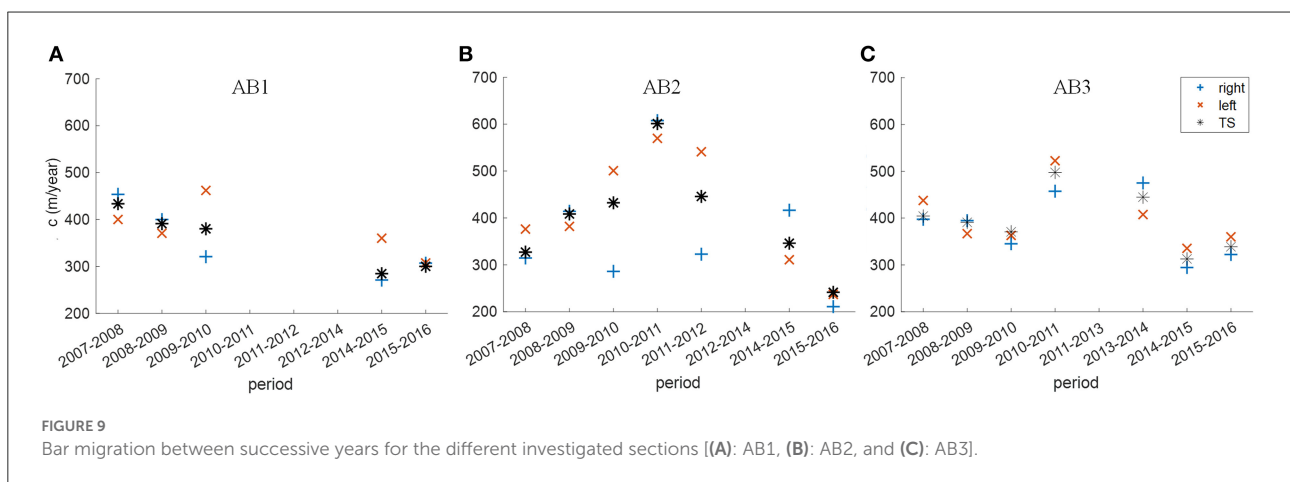 A
AB1
700
600
500
400
300
200
c (m/year)
2007-2008
2008-2009
2009-2010
2010-2011
2011-2012
2012-2014
2014-2015
2015-2016
period
B
AB2
700
600
500
400
300
200
2007-2008
2008-2009
2009-2010
2010-2011
2011-2012
2012-2014
2014-2015
2015-2016
period
C
AB3
700
600
500
400
300
200
right
left
TS
2007-2008
2008-2009
2009-2010
2010-2011
2011-2013
2013-2014
2014-2015
2015-2016
period
FIGURE 9
Bar migration between successive years for the different investigated sections [(A): AB1, (B): AB2, and (C): AB3].